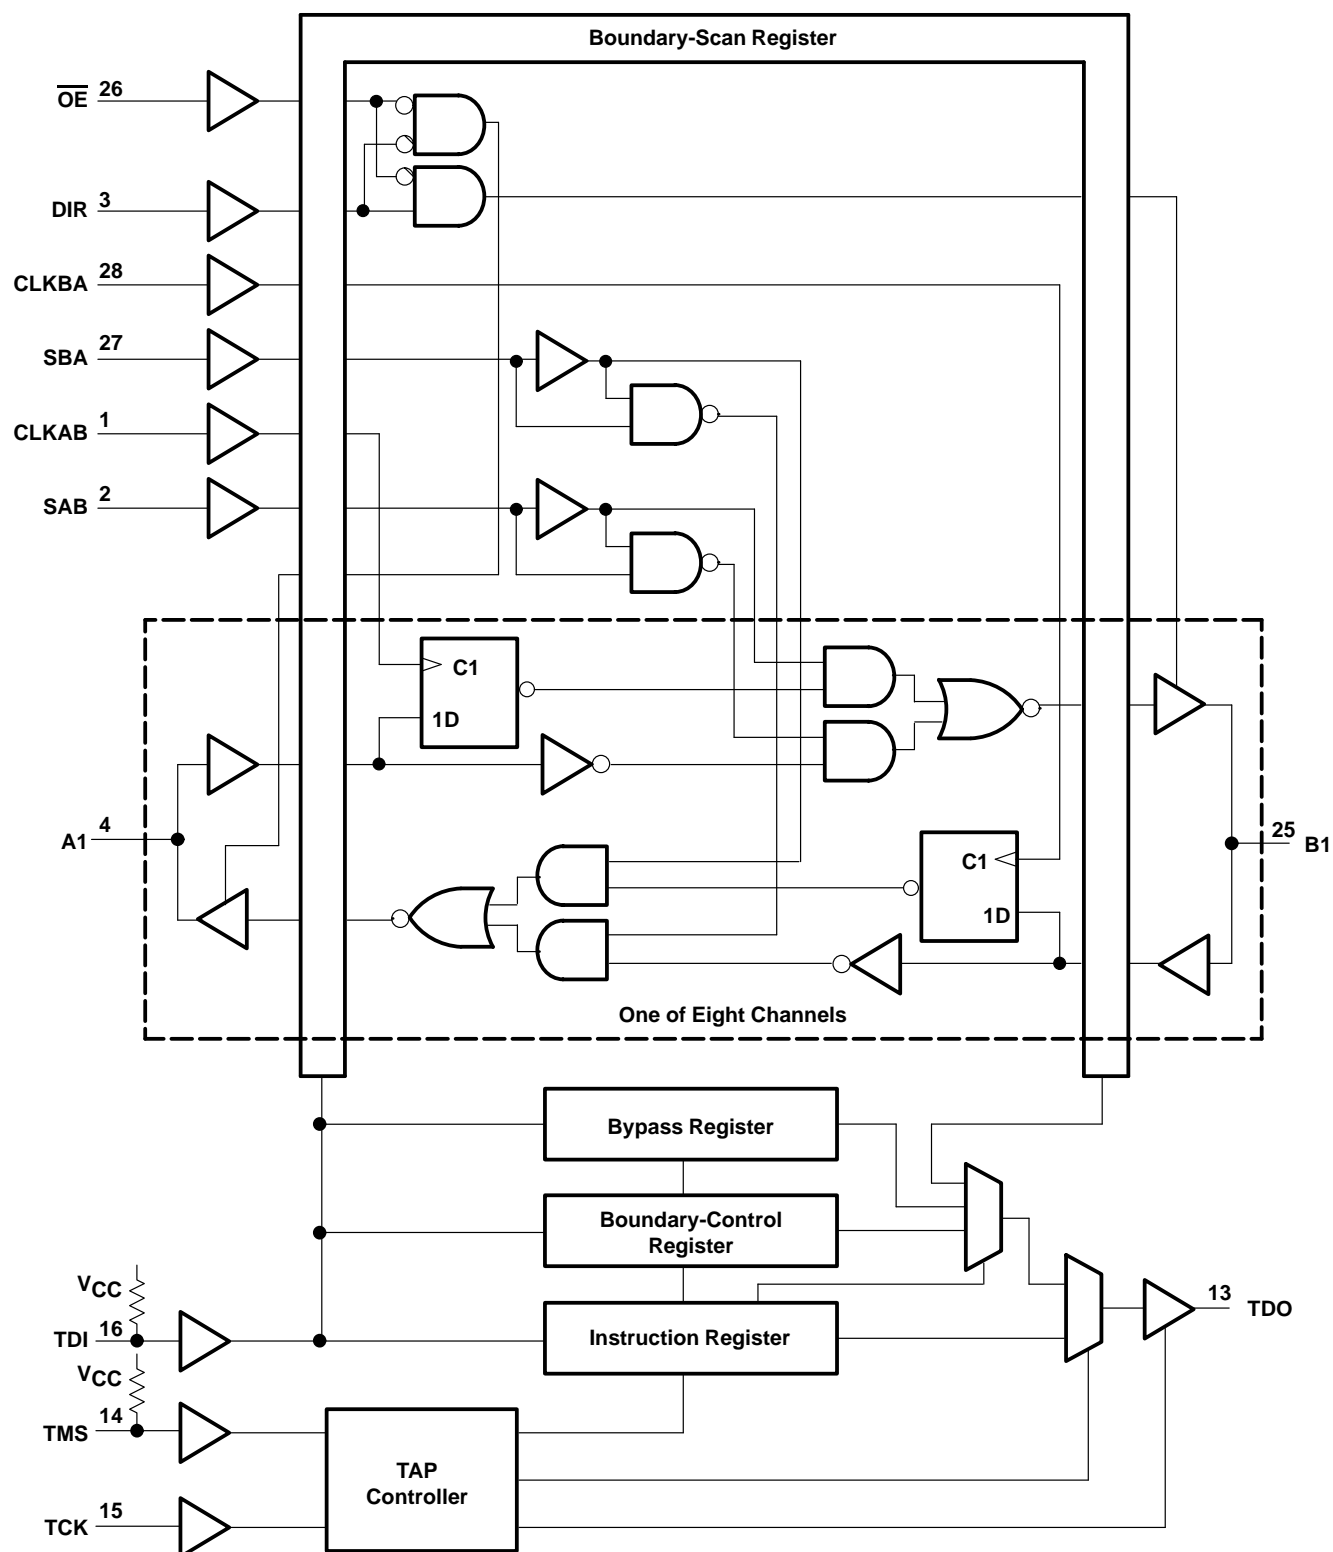 Boundary-Scan Register
OE 26
DIR 3
CLKBA 28
SBA 27
CLKAB 1
SAB 2
C1
1D
A1 4
C1
1D
25 B1
One of Eight Channels
Bypass Register
Boundary-Control
Register
VCC
TDI 16
Instruction Register
13 TDO
VCC
TMS 14
TAP
Controller
TCK 15